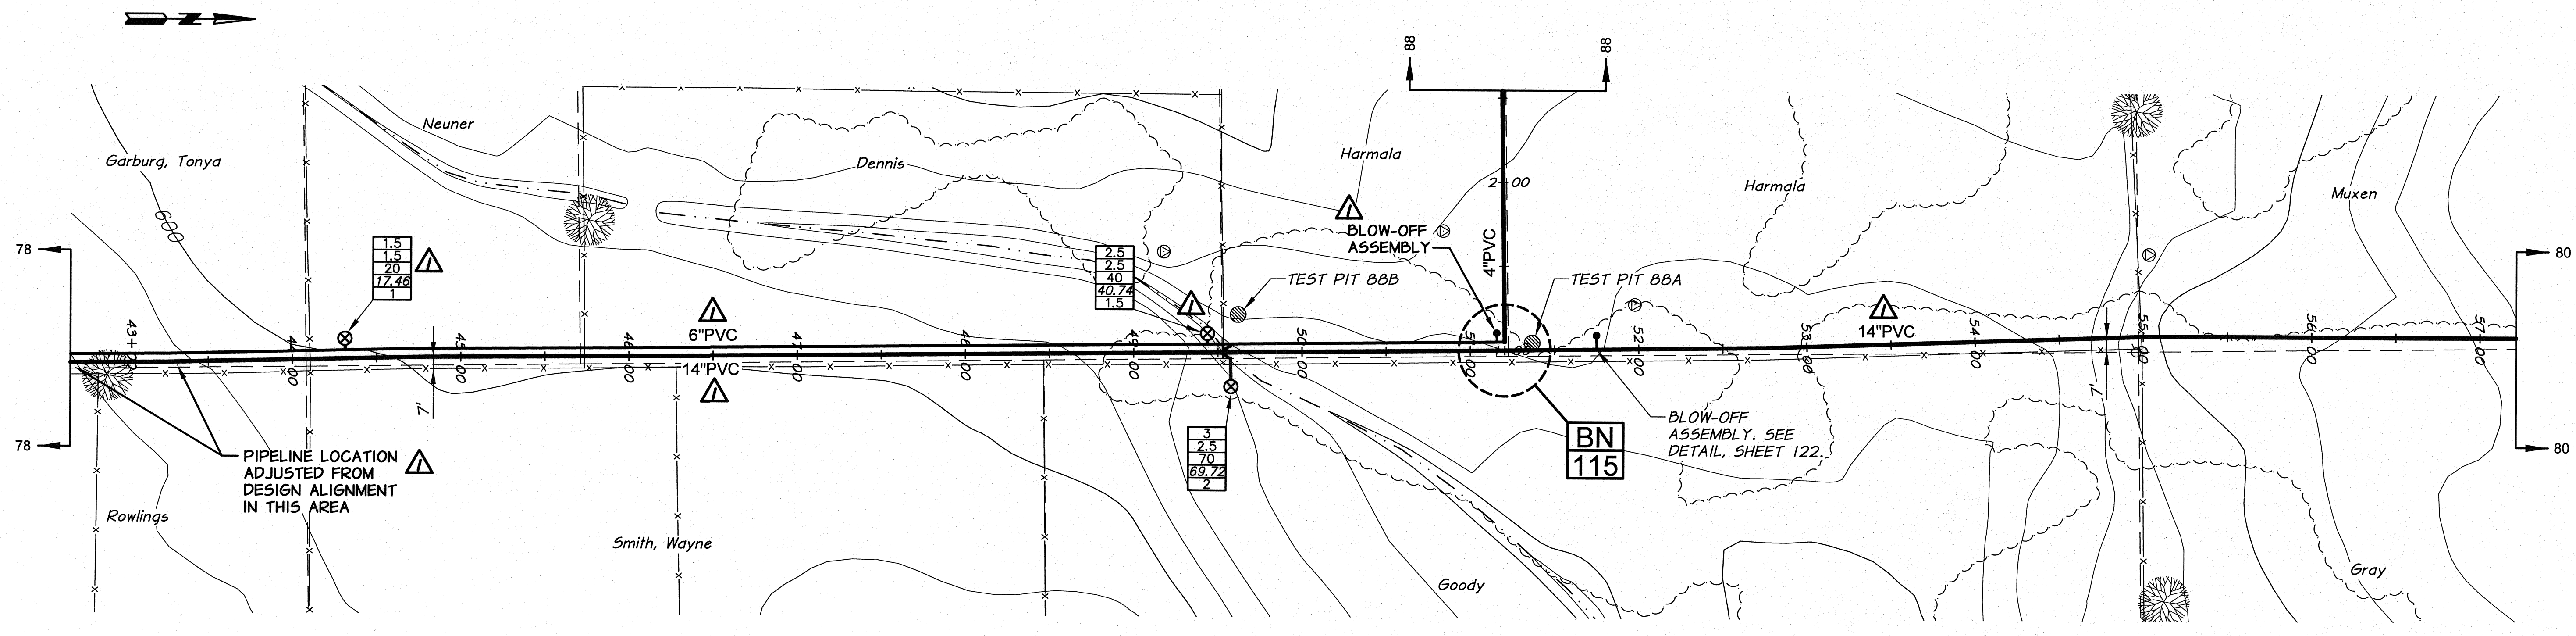 N
88
88
Neuner
Garburg, Tonya
Dennis
Harmala
Harmala
Muxen
600
2+00
BLOW-OFF
ASSEMBLY
4"PVC
78
80
1.5
1.5
20
17.46
1
2.5
2.5
40
40.74
1.5
TEST PIT 88B
TEST PIT 88A
6"PVC
14"PVC
14"PVC
43+
44+00
45+00
46+00
47+00
48+00
49+00
50+00
51+00
52+00
53+00
54+00
55+00
56+00
57+00
7'
7'
78
80
3
2.5
70
69.72
2
BN
115
BLOW-OFF
ASSEMBLY. SEE
DETAIL, SHEET 122.
PIPELINE LOCATION
ADJUSTED FROM
DESIGN ALIGNMENT
IN THIS AREA
Rowlings
Smith, Wayne
Goody
Gray